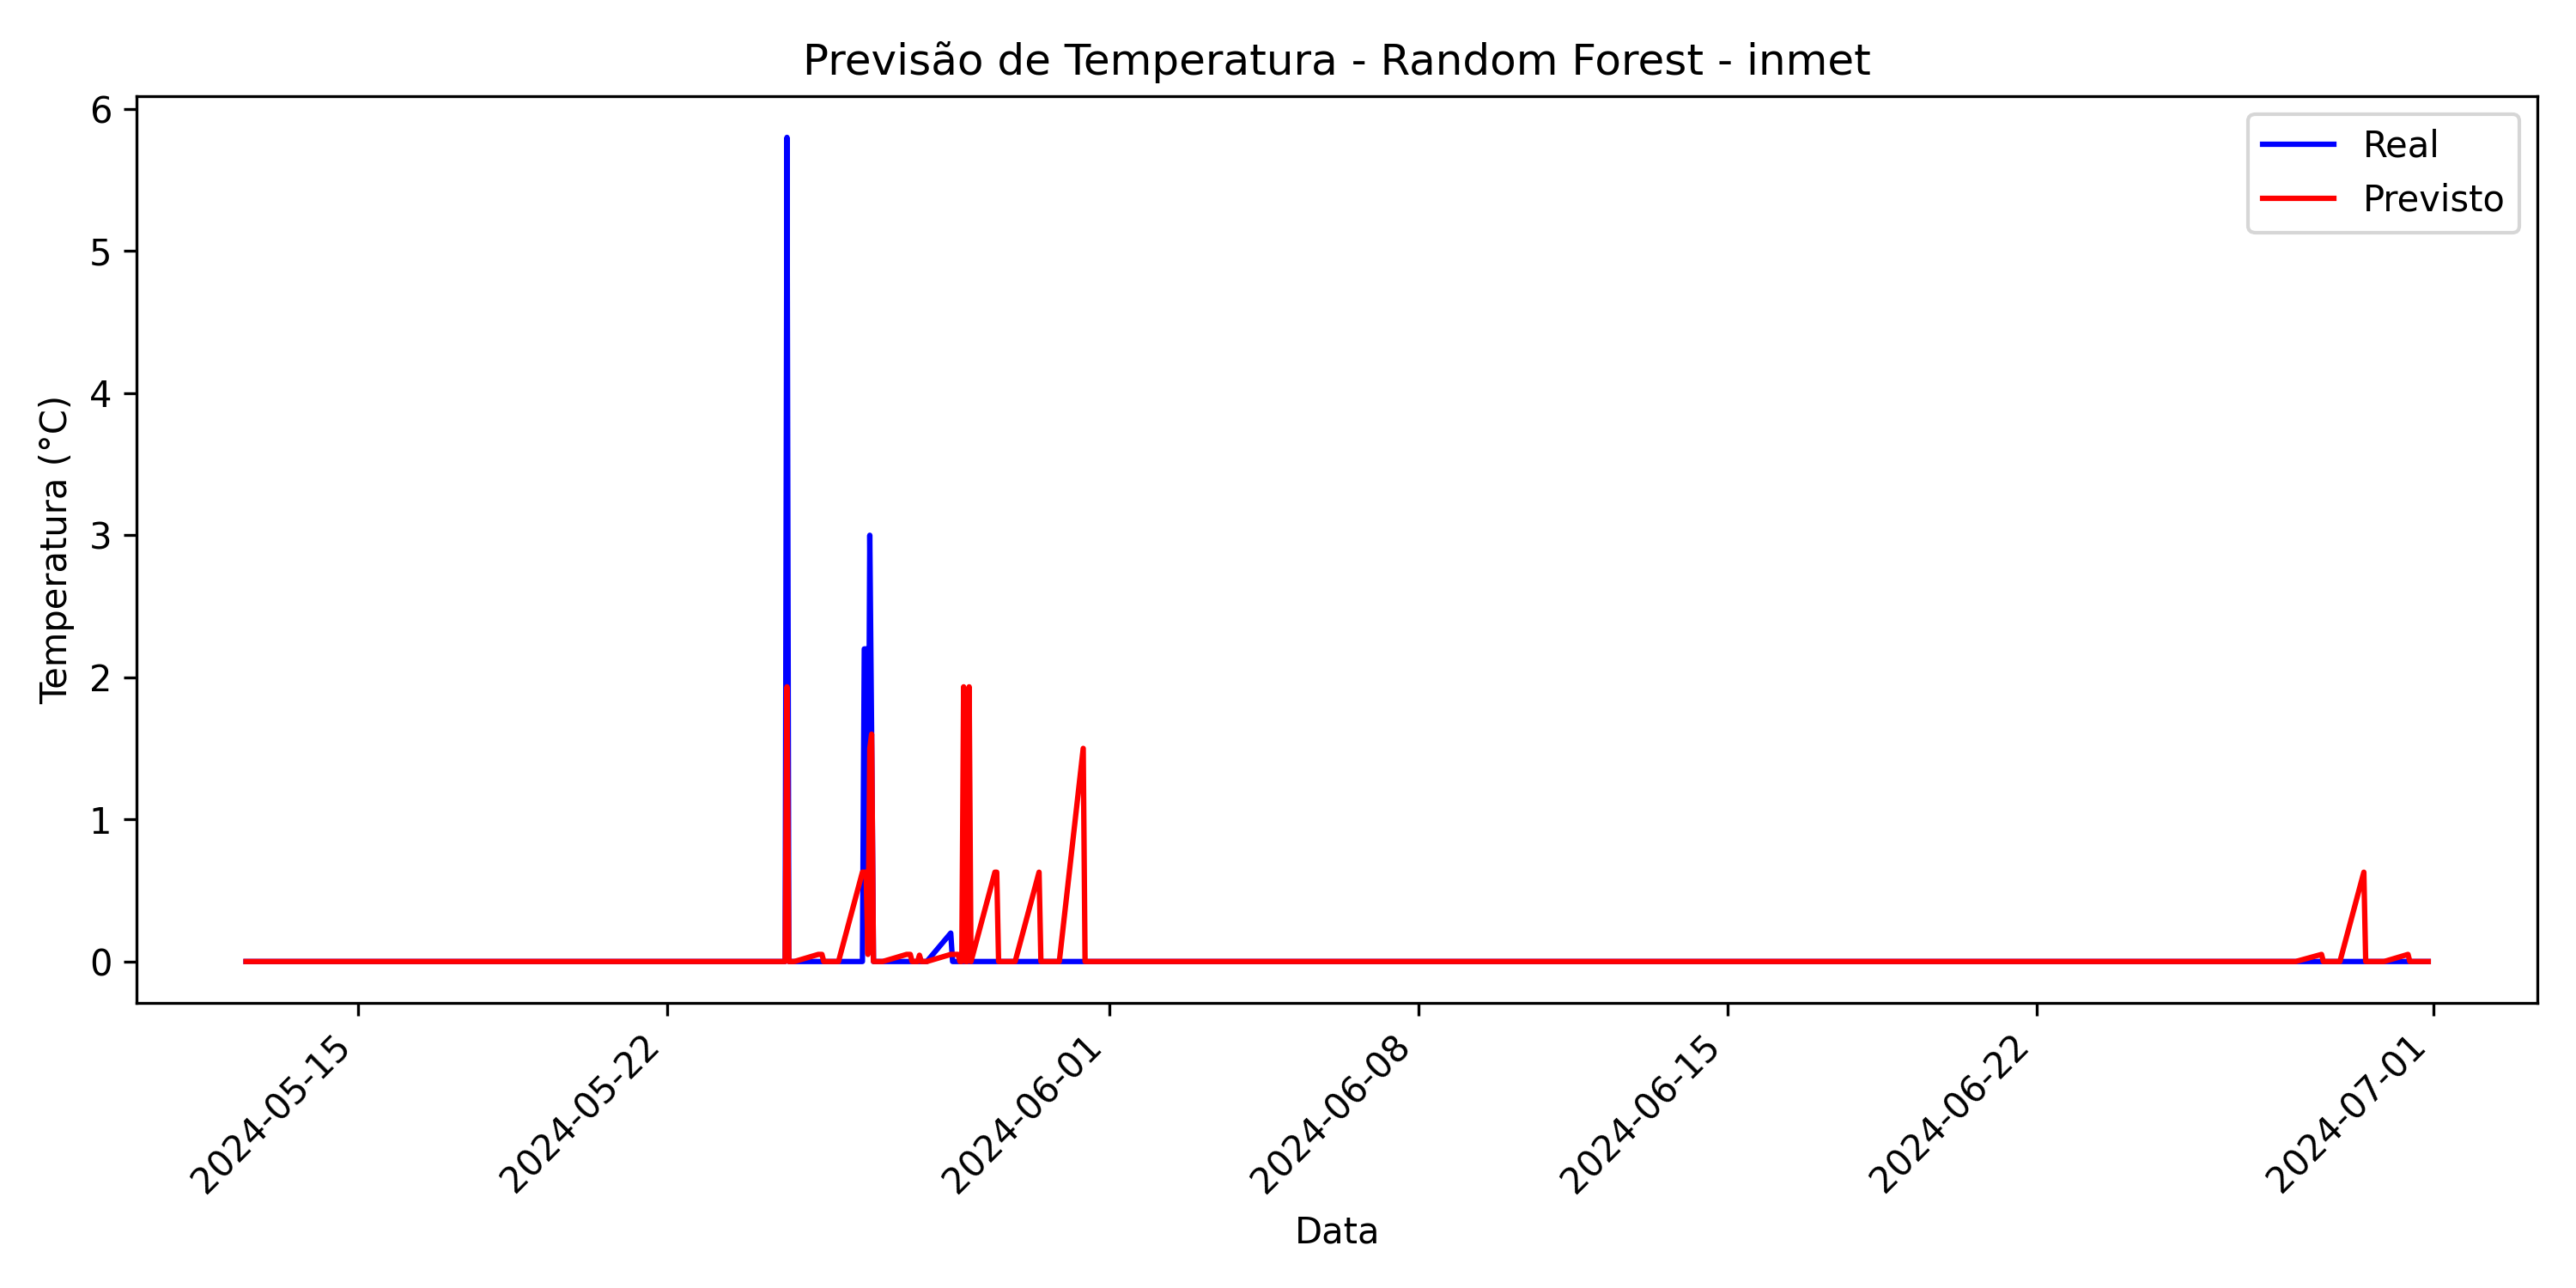 Previsão de Temperatura - Random Forest - inmet
Real
Previsto
Temperatura (°C)
6
5
4
3
2
1
0
2024-05-15
2024-05-22
2024-06-01
2024-06-08
2024-06-15
2024-06-22
2024-07-01
Data